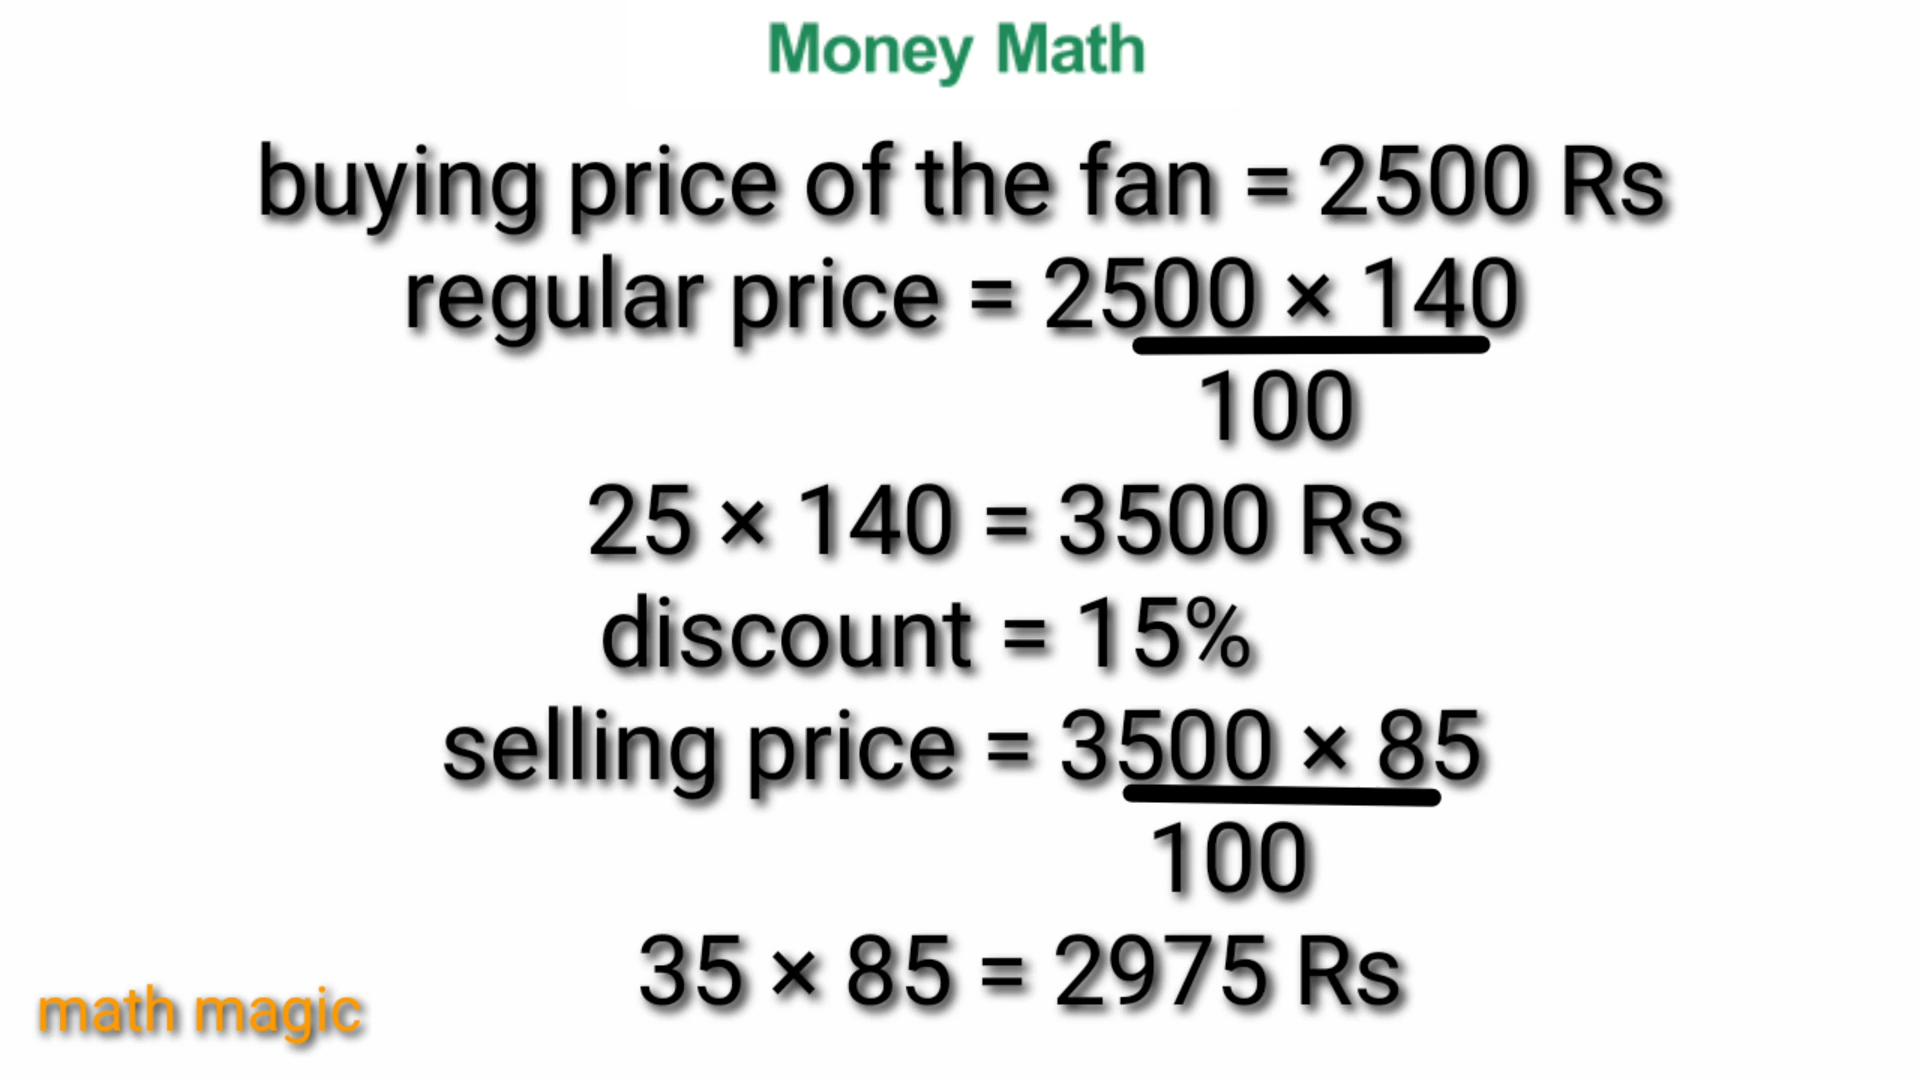 Money Math
buying price of the fan = 2500 Rs
regular price = 2500 × 140
100
25 × 140 = 3500 Rs
discount = 15%
selling price = 3500 × 85
100
35 × 85 = 2975 Rs
math magic